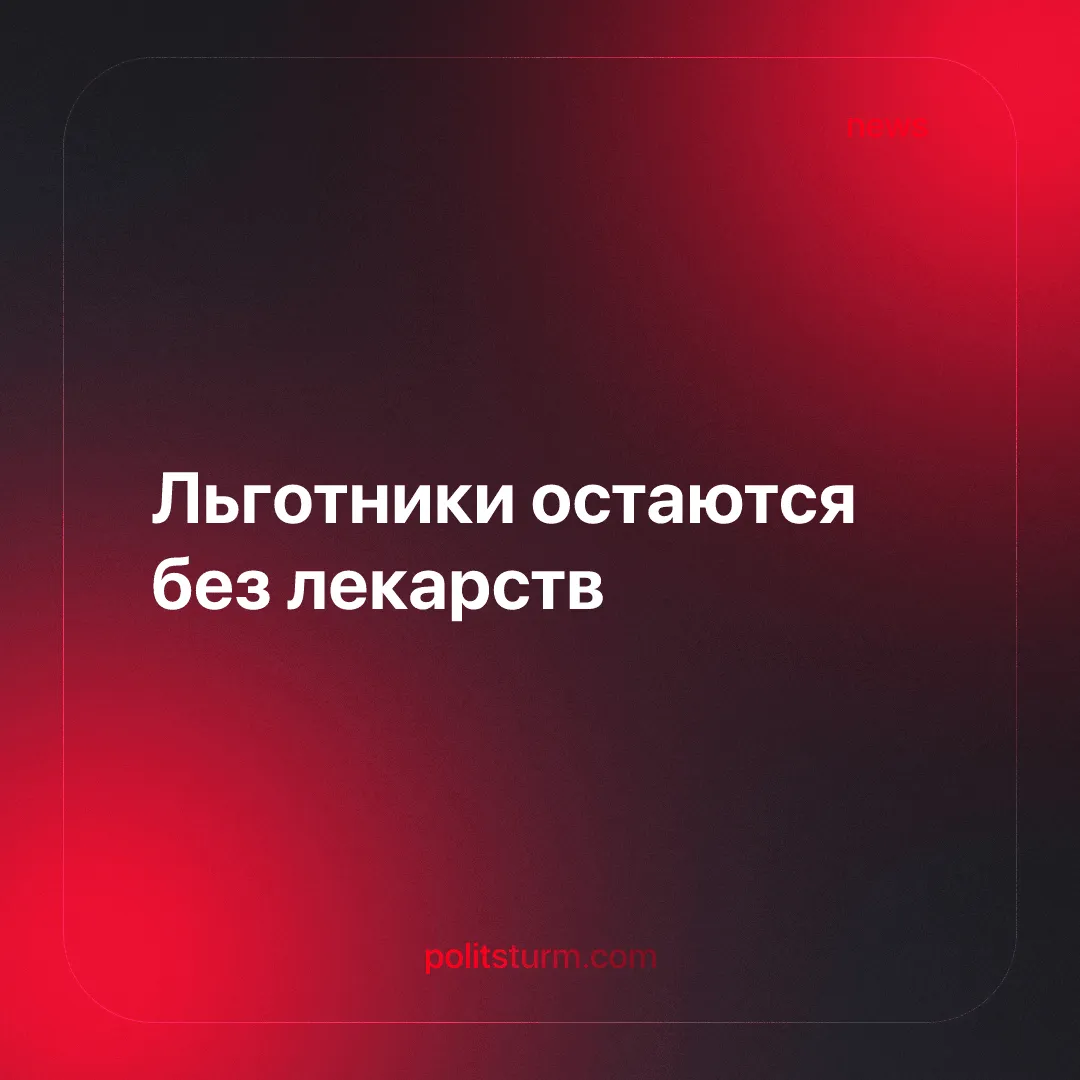 news
Льготники остаются
без лекарств
politsturm.com